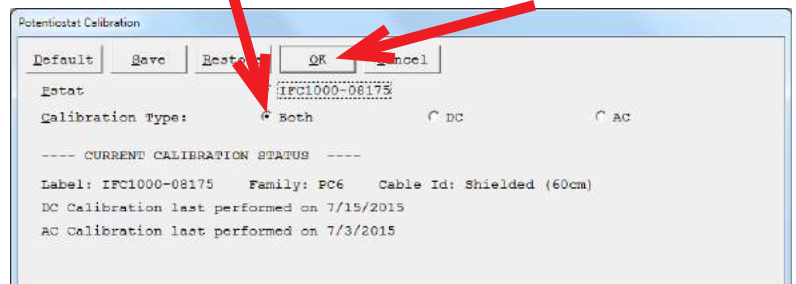 Potentiostat Calibration
Default Save OK
Pstat IFC1000-08175
Calibration Type: Both DC AC
---- CURRENT CALIBRATION STATUS ----
Label: IFC1000-08175 Family: PC6 Cable Id: Shielded (60cm)
DC Calibration last performed on 7/15/2015
AC Calibration last performed on 7/3/2015